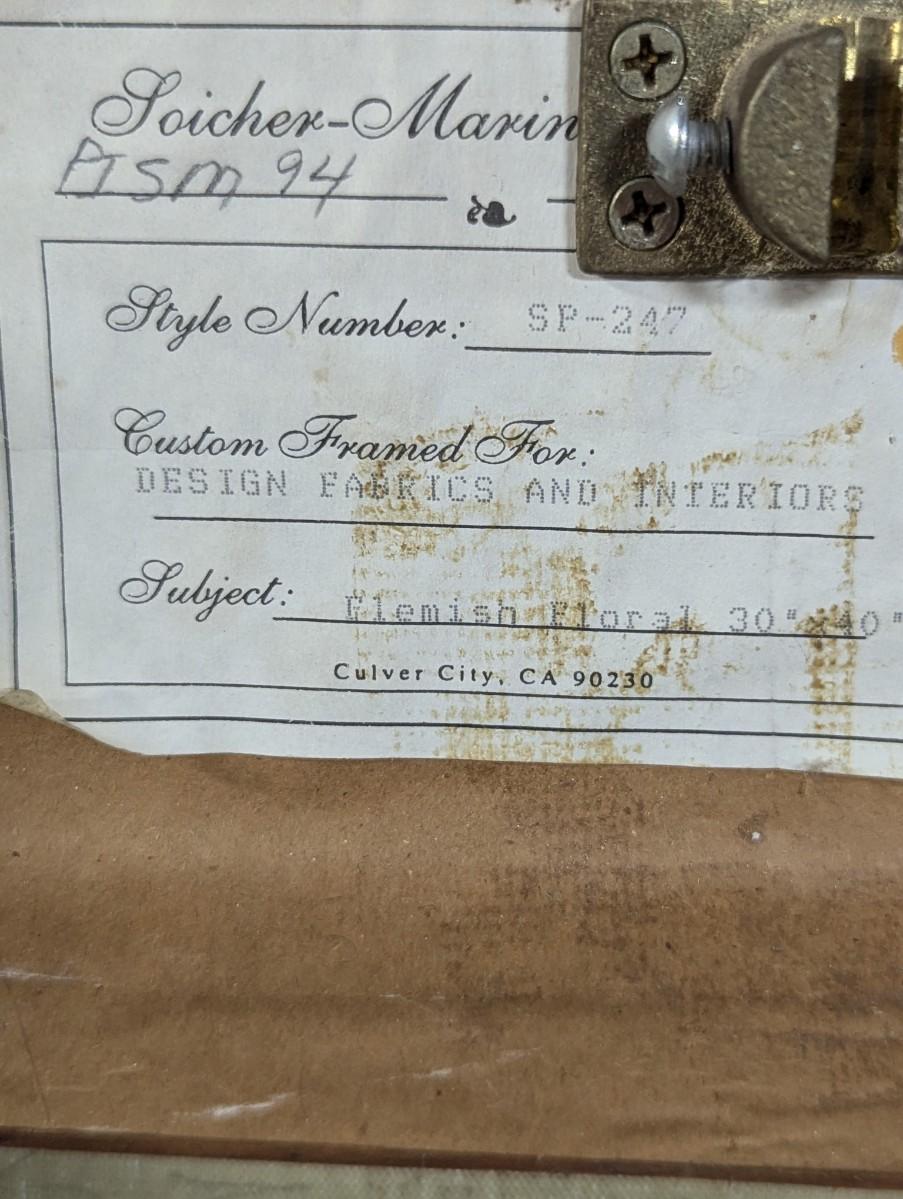 Soicher-Marin
PTSM 94
Style Number: SP-247
Custom Framed For:
DESIGN FABRICS AND INTERIORS
Subject: Flemish Floral 30" x40"
Culver City, CA 90230